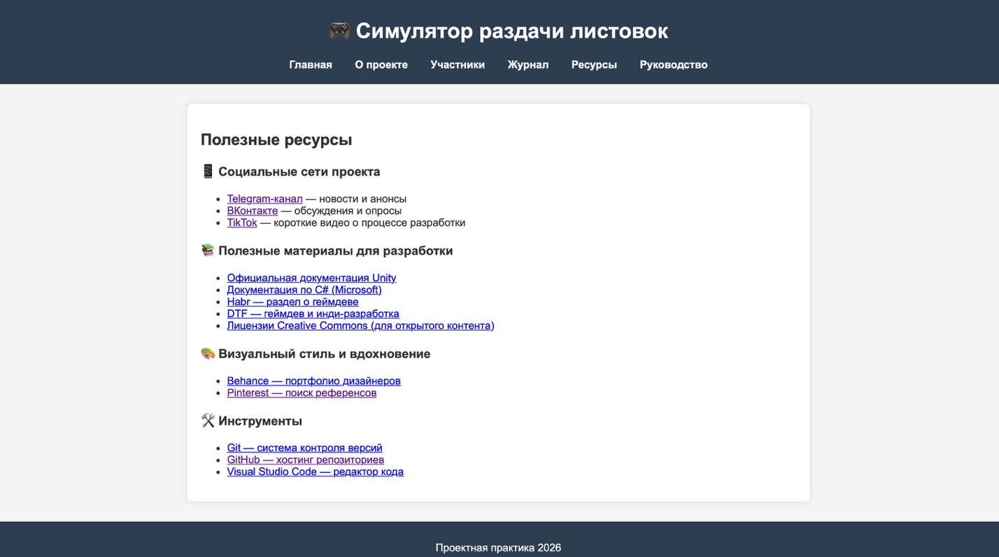 Симулятор раздачи листовок
Главная О проекте Участники Журнал Ресурсы Руководство
Полезные ресурсы
Социальные сети проекта
Telegram-канал — новости и анонсы
ВКонтакте — обсуждения и опросы
TikTok — короткие видео о процессе разработки
Полезные материалы для разработки
Официальная документация Unity
Документация по C# (Microsoft)
Habr — раздел о геймдеве
DTF — геймдев и инди-разработка
Лицензии Creative Commons (для открытого контента)
Визуальный стиль и вдохновение
Behance — портфолио дизайнеров
Pinterest — поиск референсов
Инструменты
Git — система контроля версий
GitHub — хостинг репозиториев
Visual Studio Code — редактор кода
Проектная практика 2026